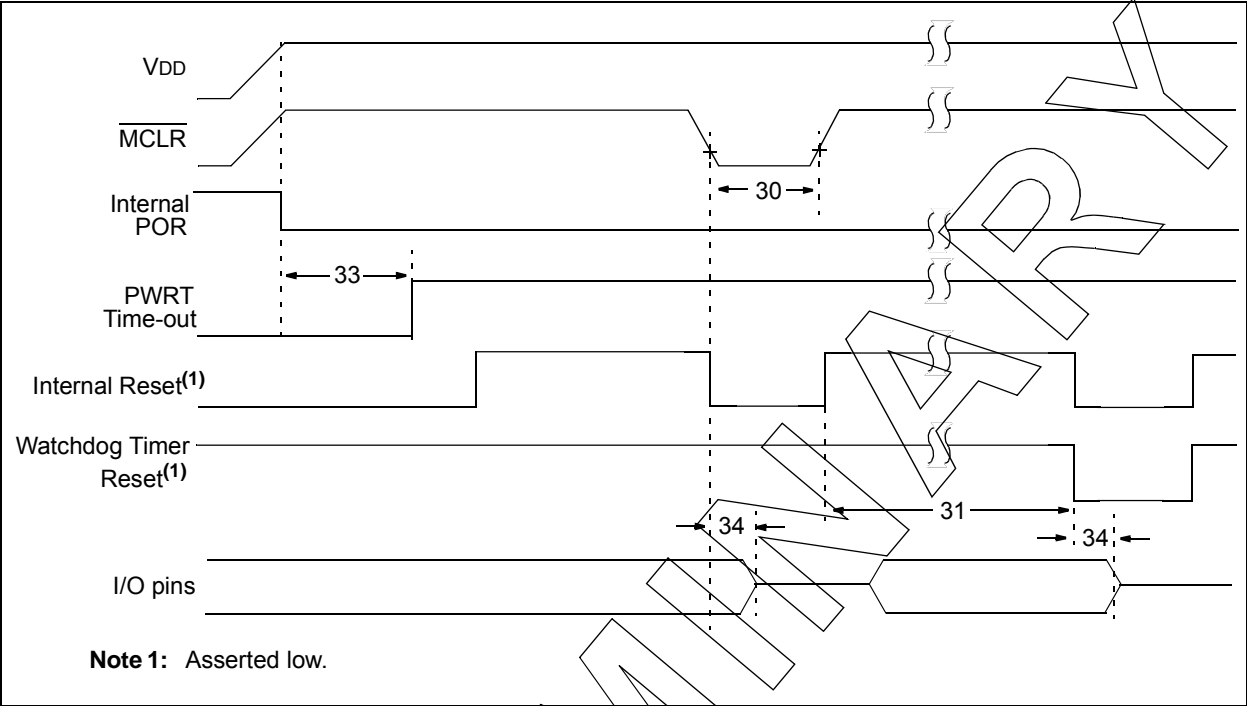 VDD
MCLR
30
Internal
POR
33
PWRT
Time-out
Internal Reset(1)
Watchdog Timer
Reset(1)
31
34
34
I/O pins
Note 1: Asserted low.
MINARY